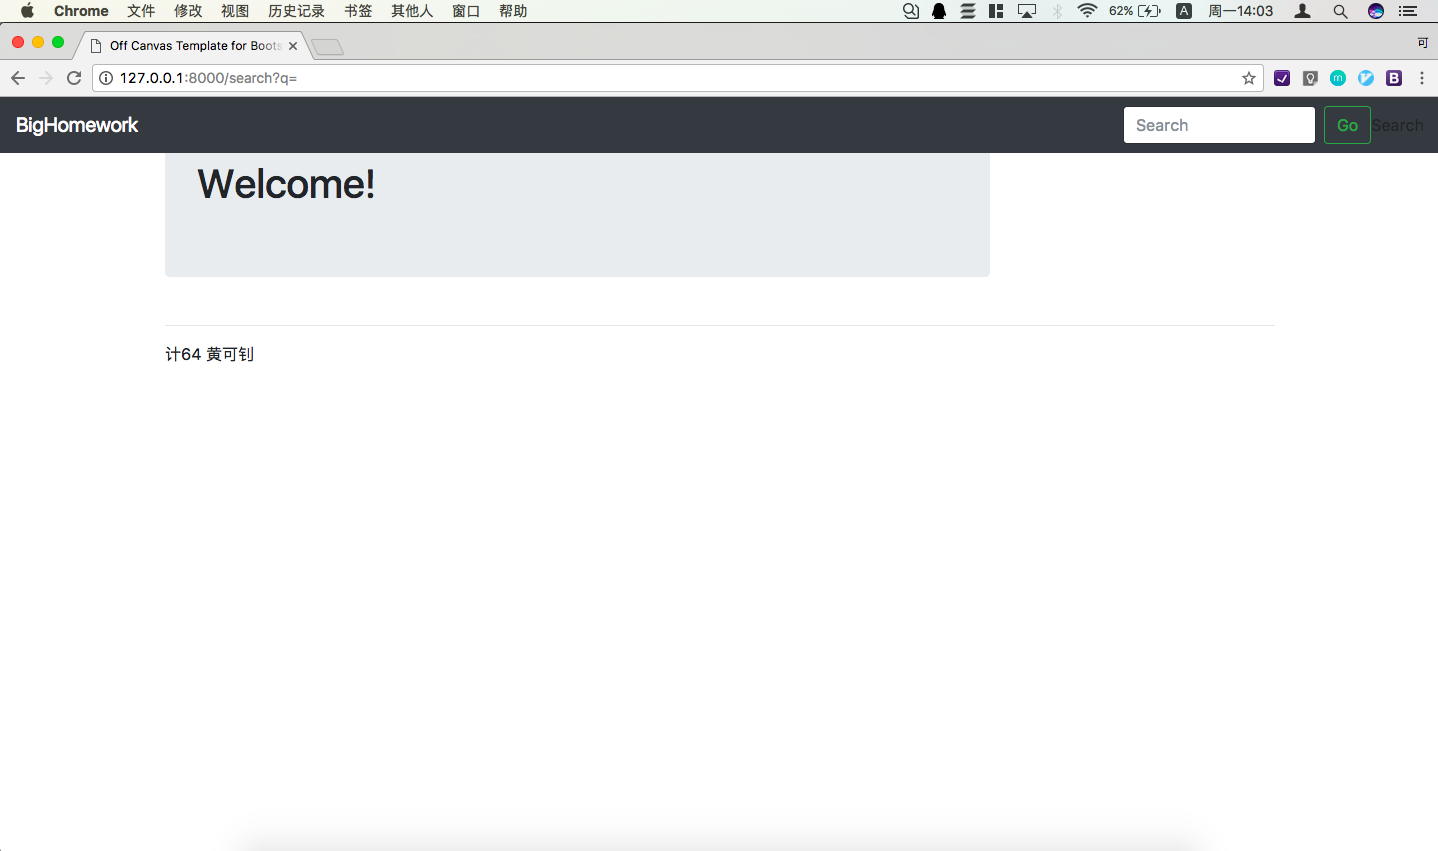 Chrome 文件 修改 视图 历史记录 书签 其他人 窗口 帮助 62% A 周一14:03
Off Canvas Template for Boots 可
127.0.0.1:8000/search?q= m B
BigHomework Search Go Search
Welcome!
计64 黄可钊